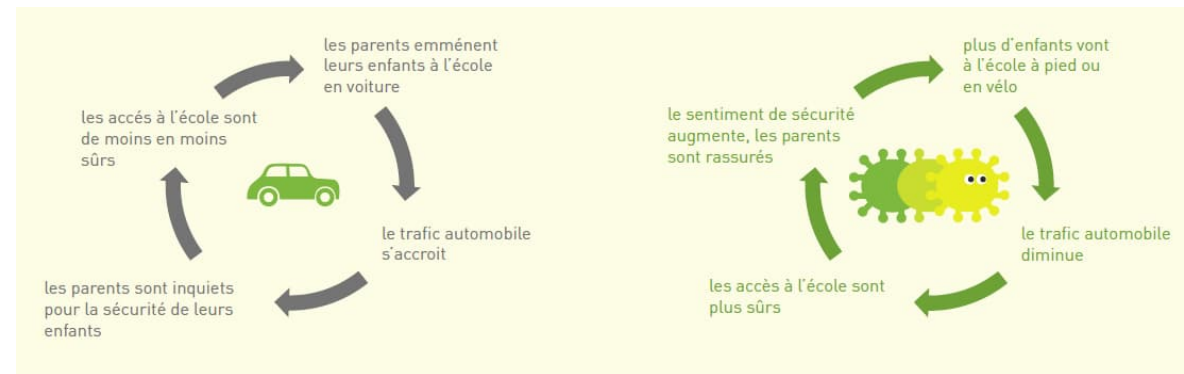 les parents emménent
leurs enfants à l'école
en voiture
le trafic automobile
s'accroit
les parents sont inquiets
pour la sécurité de leurs
enfants
les accés à l'école sont
de moins en moins
sûrs
plus d'enfants vont
à l'école à pied ou
en vélo
le trafic automobile
diminue
les accès à l'école sont
plus sûrs
le sentiment de sécurité
augmente, les parents
sont rassurés